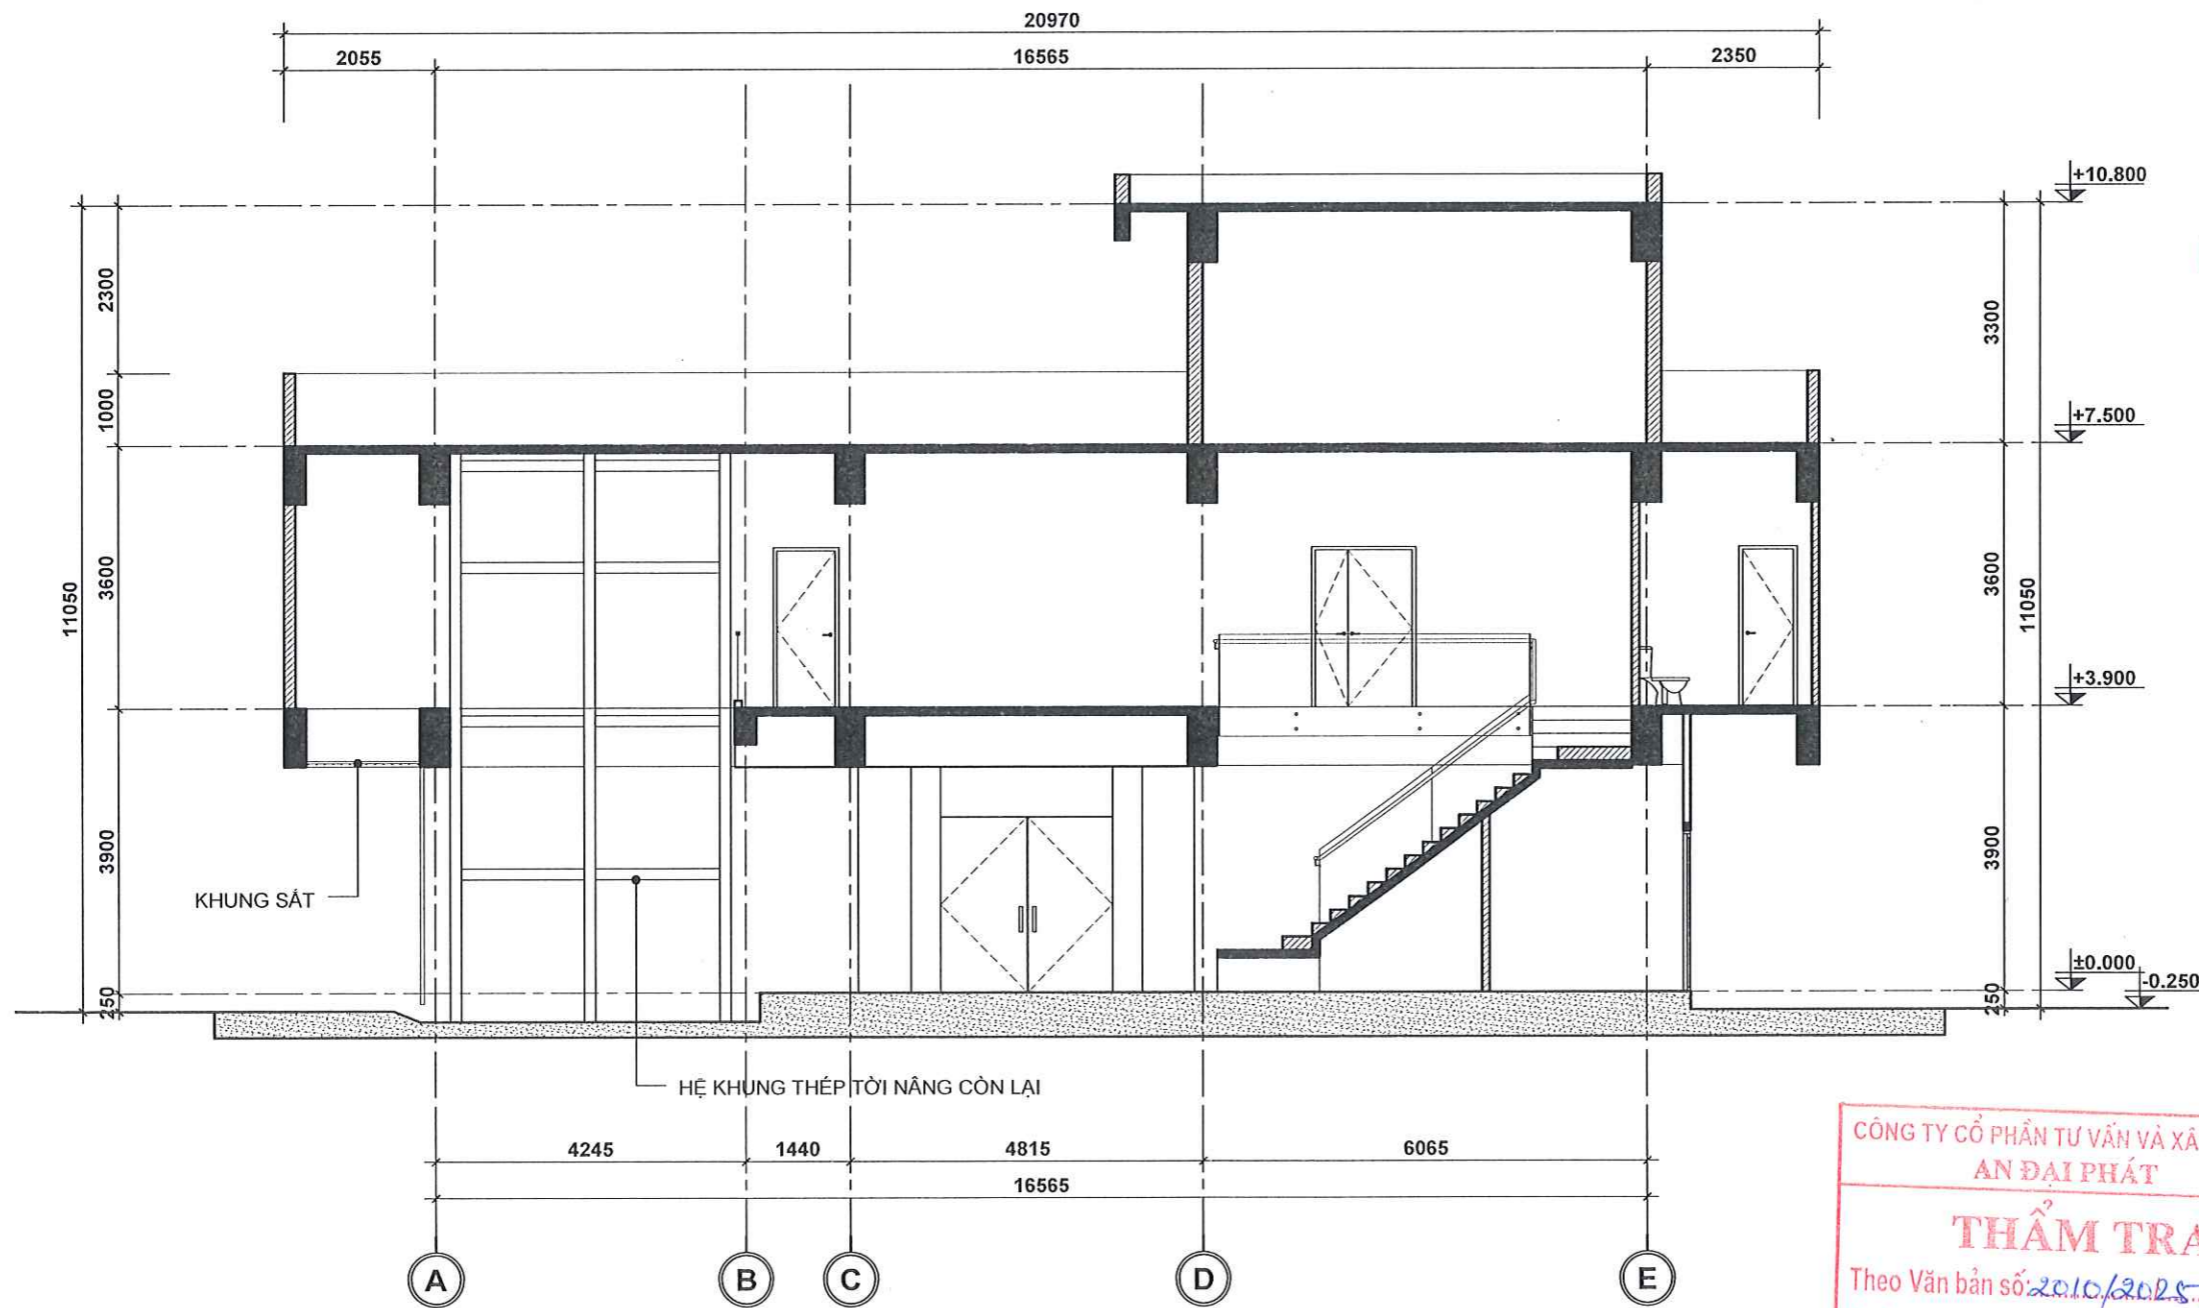 20970
2055
16565
2350
+10.800
2300
3300
1000
+7.500
11050
3600
3600
11050
+3.900
3900
3900
KHUNG SẮT
±0.000
-0.250
250
250
HỆ KHUNG THÉP TỜI NÂNG CÒN LẠI
4245
1440
4815
6065
16565
A
B
C
D
E
CÔNG TY CỔ PHẦN TƯ VẤN VÀ XÂ
AN ĐẠI PHÁT
THẨM TRA
Theo Văn bản số: 2010/2025